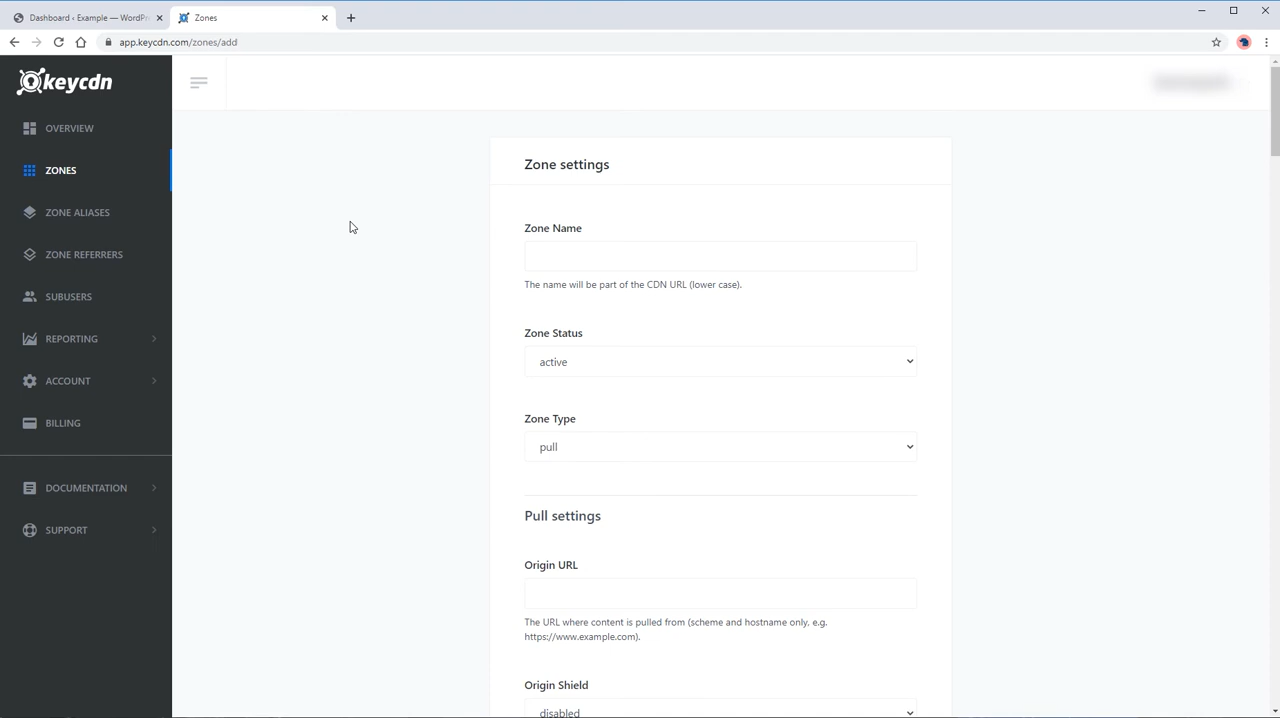 Dashboard ‹ Example — WordPr
Zones
app.keycdn.com/zones/add
keycdn
OVERVIEW
ZONES
ZONE ALIASES
ZONE REFERRERS
SUBUSERS
REPORTING
ACCOUNT
BILLING
DOCUMENTATION
SUPPORT
Zone settings
Zone Name
The name will be part of the CDN URL (lower case).
Zone Status
active
Zone Type
pull
Pull settings
Origin URL
The URL where content is pulled from (scheme and hostname only, e.g.
https://www.example.com).
Origin Shield
disabled